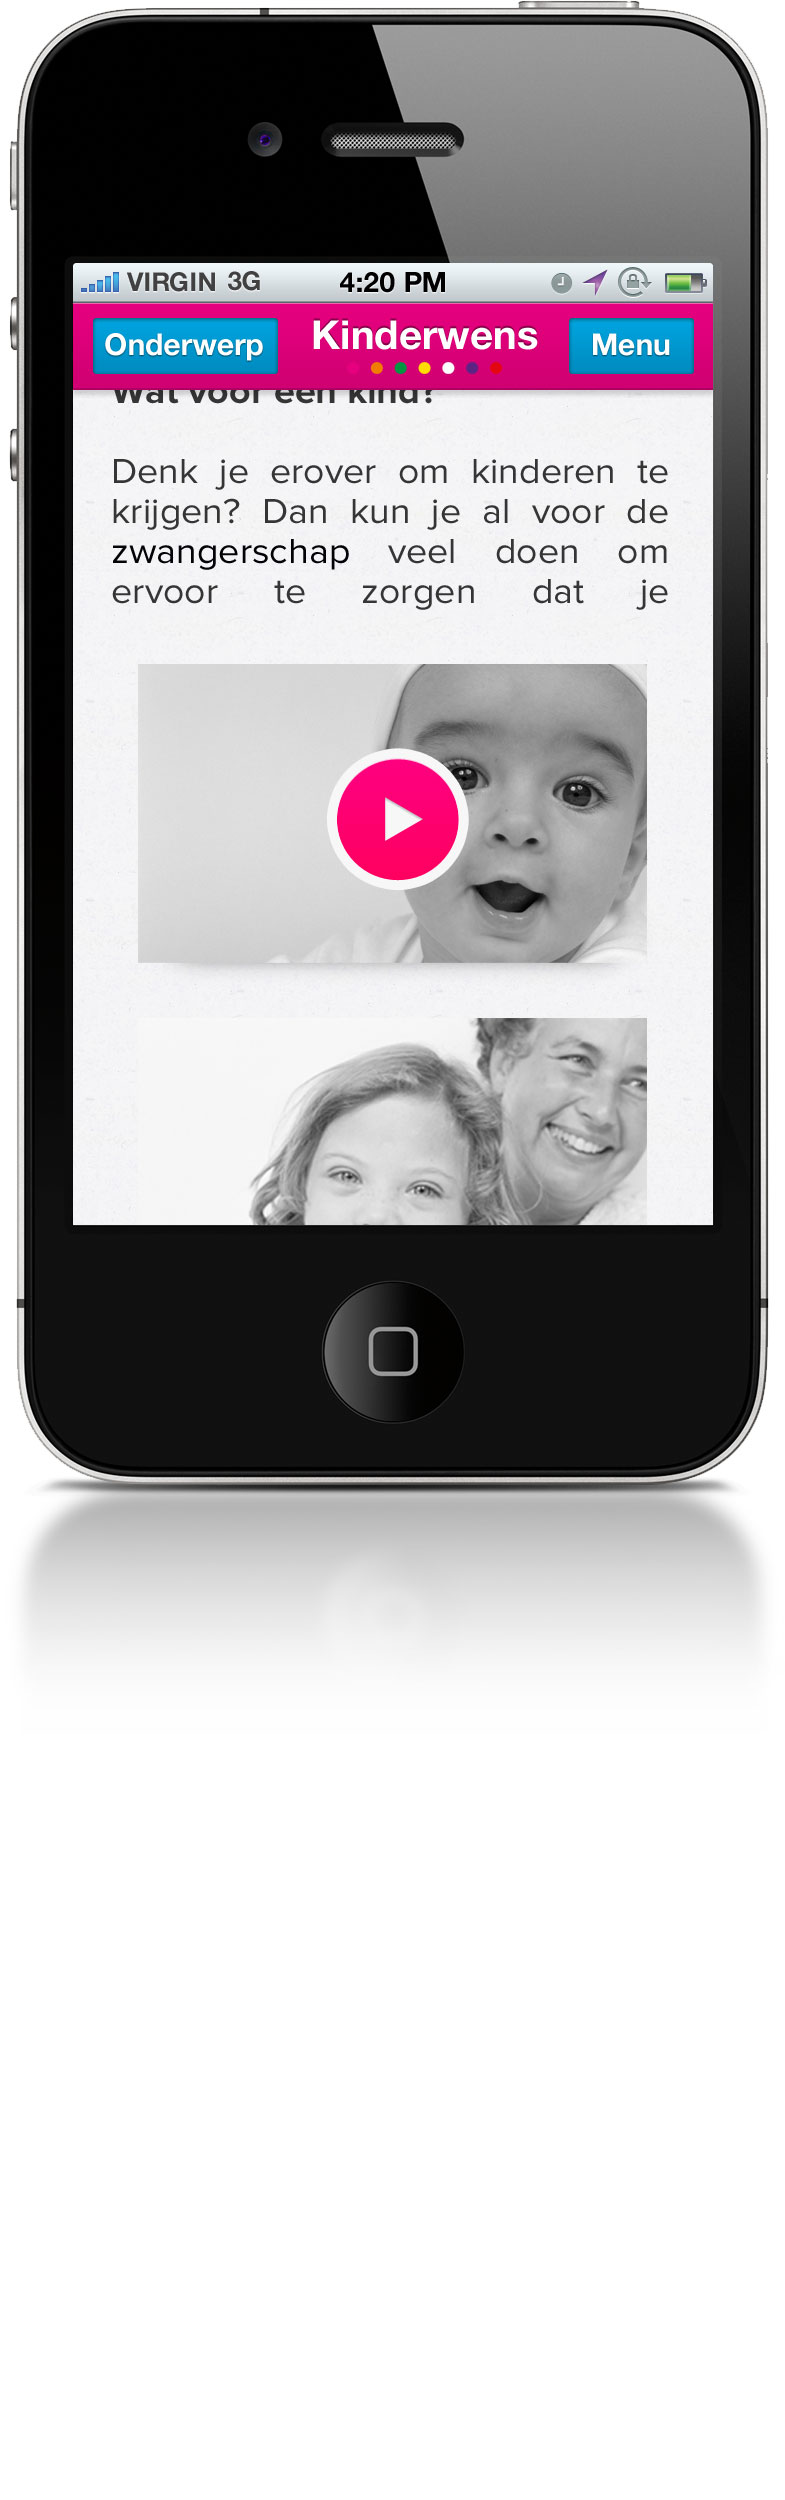 VIRGIN 3G 4:20 PM
Onderwerp Kinderwens Menu
Wat voor een kind?
Denk je erover om kinderen te
krijgen? Dan kun je al voor de
zwangerschap veel doen om
ervoor te zorgen dat je